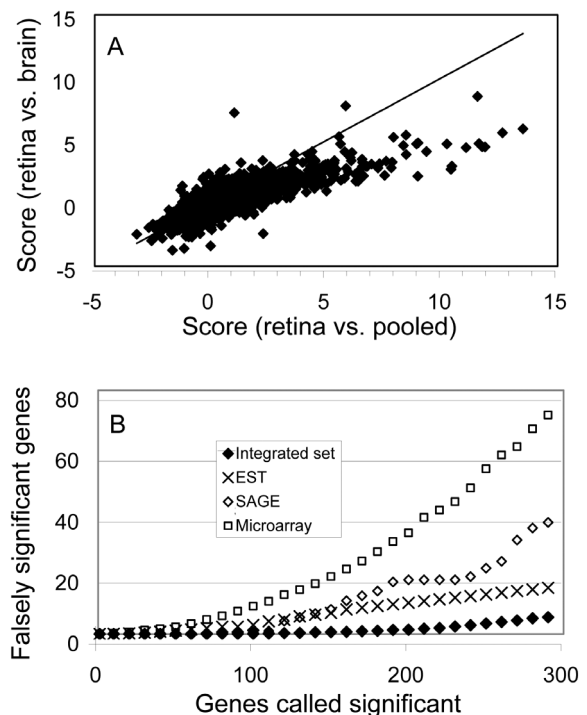 A
15
10
5
0
-5
Score (retina vs. brain)
-5 0 5 10 15
Score (retina vs. pooled)
B
80
60
40
20
0
Falsely significant genes
Integrated set
EST
SAGE
Microarray
0 100 200 300
Genes called significant